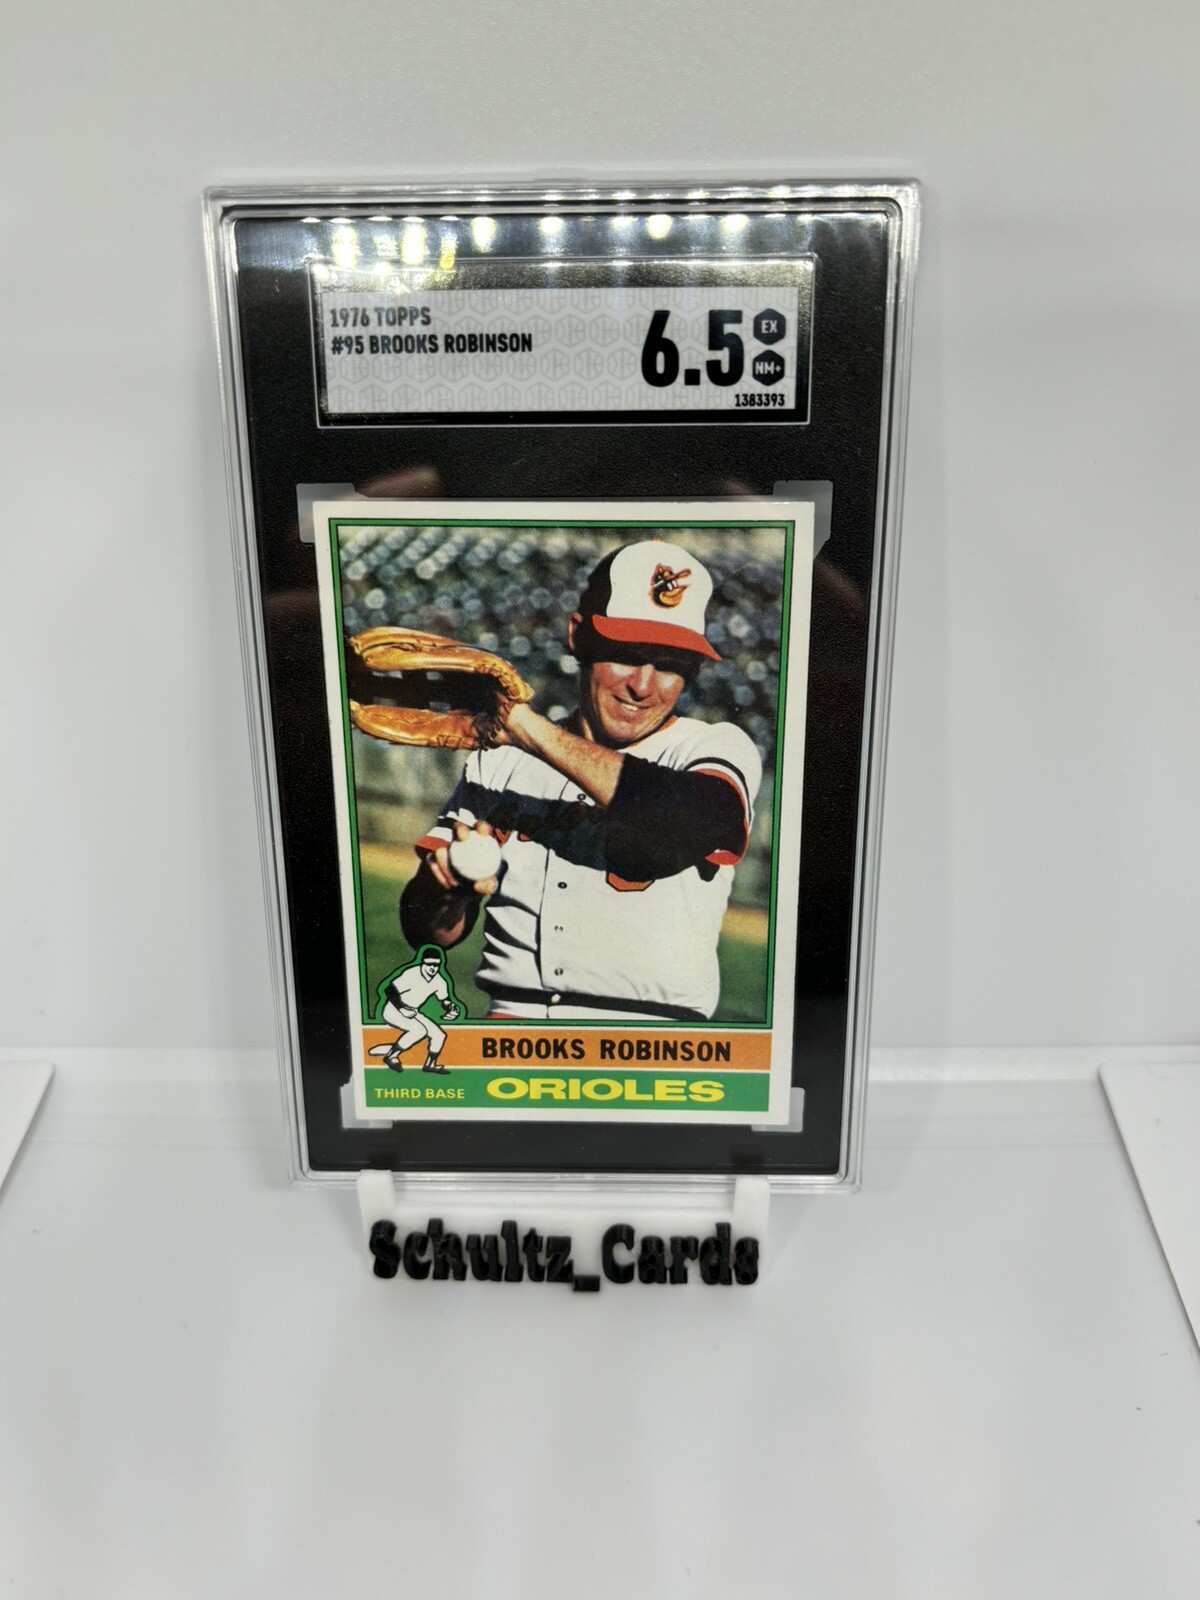 1976 TOPPS
#95 BROOKS ROBINSON
6.5
EX
NM+
1383393
BROOKS ROBINSON
THIRD BASE
ORIOLES
Schultz_Cards